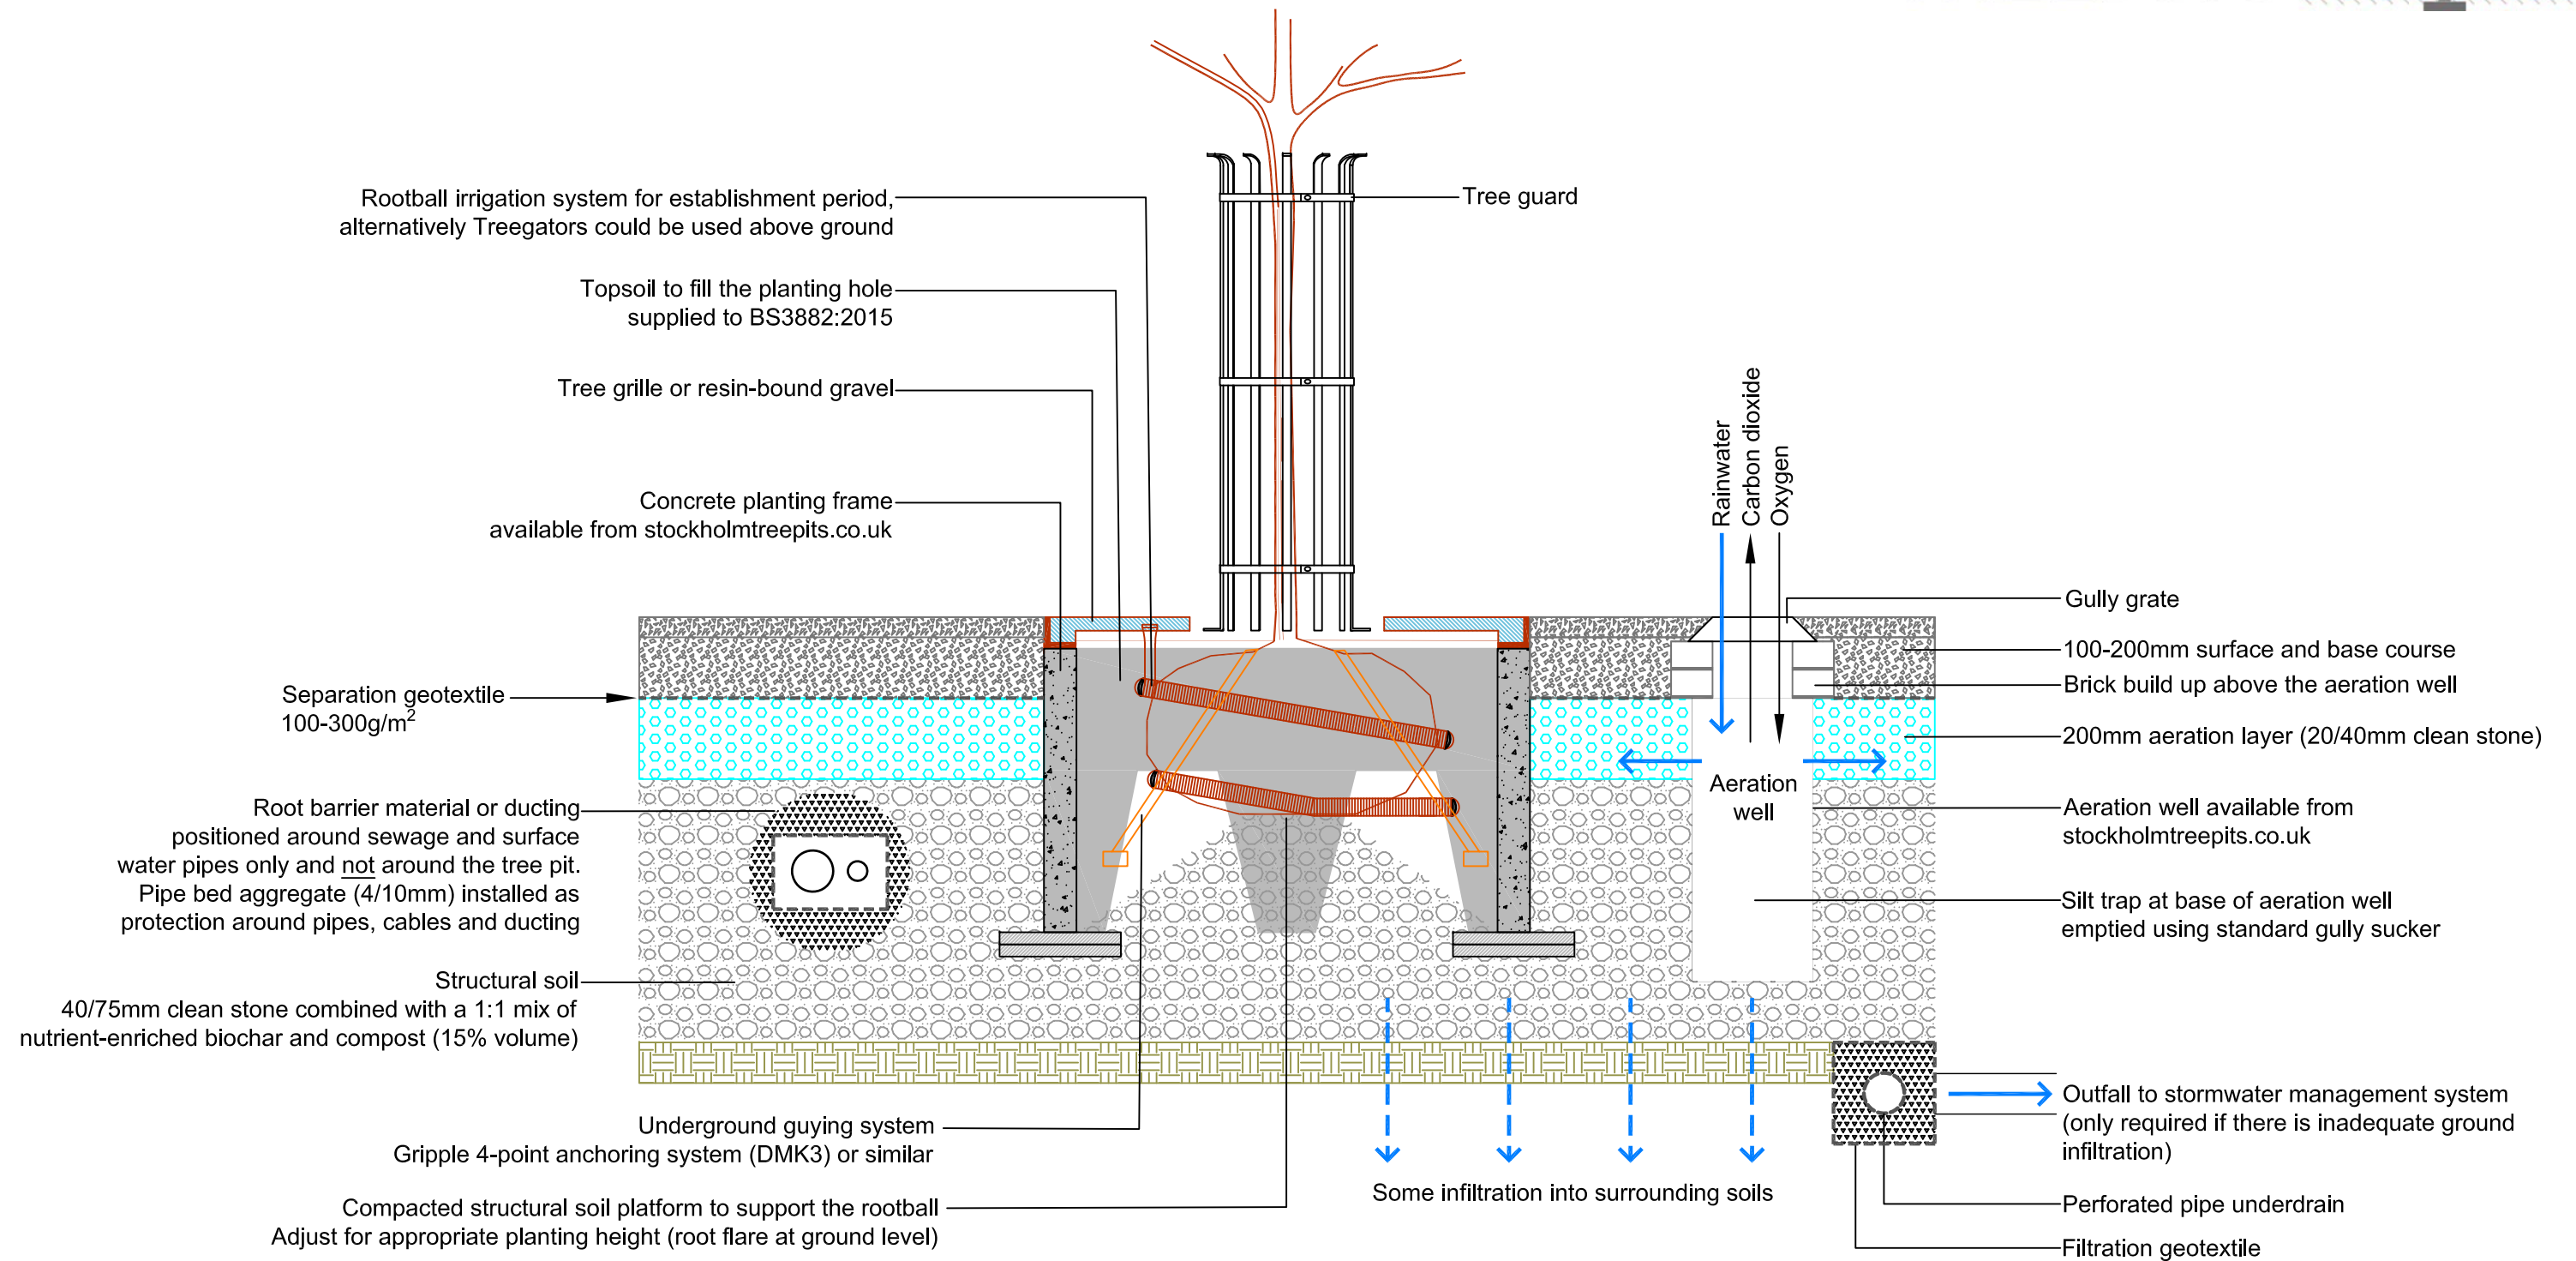 Rootball irrigation system for establishment period,
alternatively Treegators could be used above ground
Topsoil to fill the planting hole
supplied to BS3882:2015
Tree grille or resin-bound gravel
Concrete planting frame
available from stockholmtreepits.co.uk
Separation geotextile
100-300g/m²
Root barrier material or ducting
positioned around sewage and surface
water pipes only and not around the tree pit.
Pipe bed aggregate (4/10mm) installed as
protection around pipes, cables and ducting
Structural soil
40/75mm clean stone combined with a 1:1 mix of
nutrient-enriched biochar and compost (15% volume)
Underground guying system
Gripple 4-point anchoring system (DMK3) or similar
Compacted structural soil platform to support the rootball
Adjust for appropriate planting height (root flare at ground level)
Tree guard
Rainwater
Carbon dioxide
Oxygen
Aeration
well
Some infiltration into surrounding soils
Gully grate
100-200mm surface and base course
Brick build up above the aeration well
200mm aeration layer (20/40mm clean stone)
Aeration well available from
stockholmtreepits.co.uk
Silt trap at base of aeration well
emptied using standard gully sucker
Outfall to stormwater management system
(only required if there is inadequate ground
infiltration)
Perforated pipe underdrain
Filtration geotextile